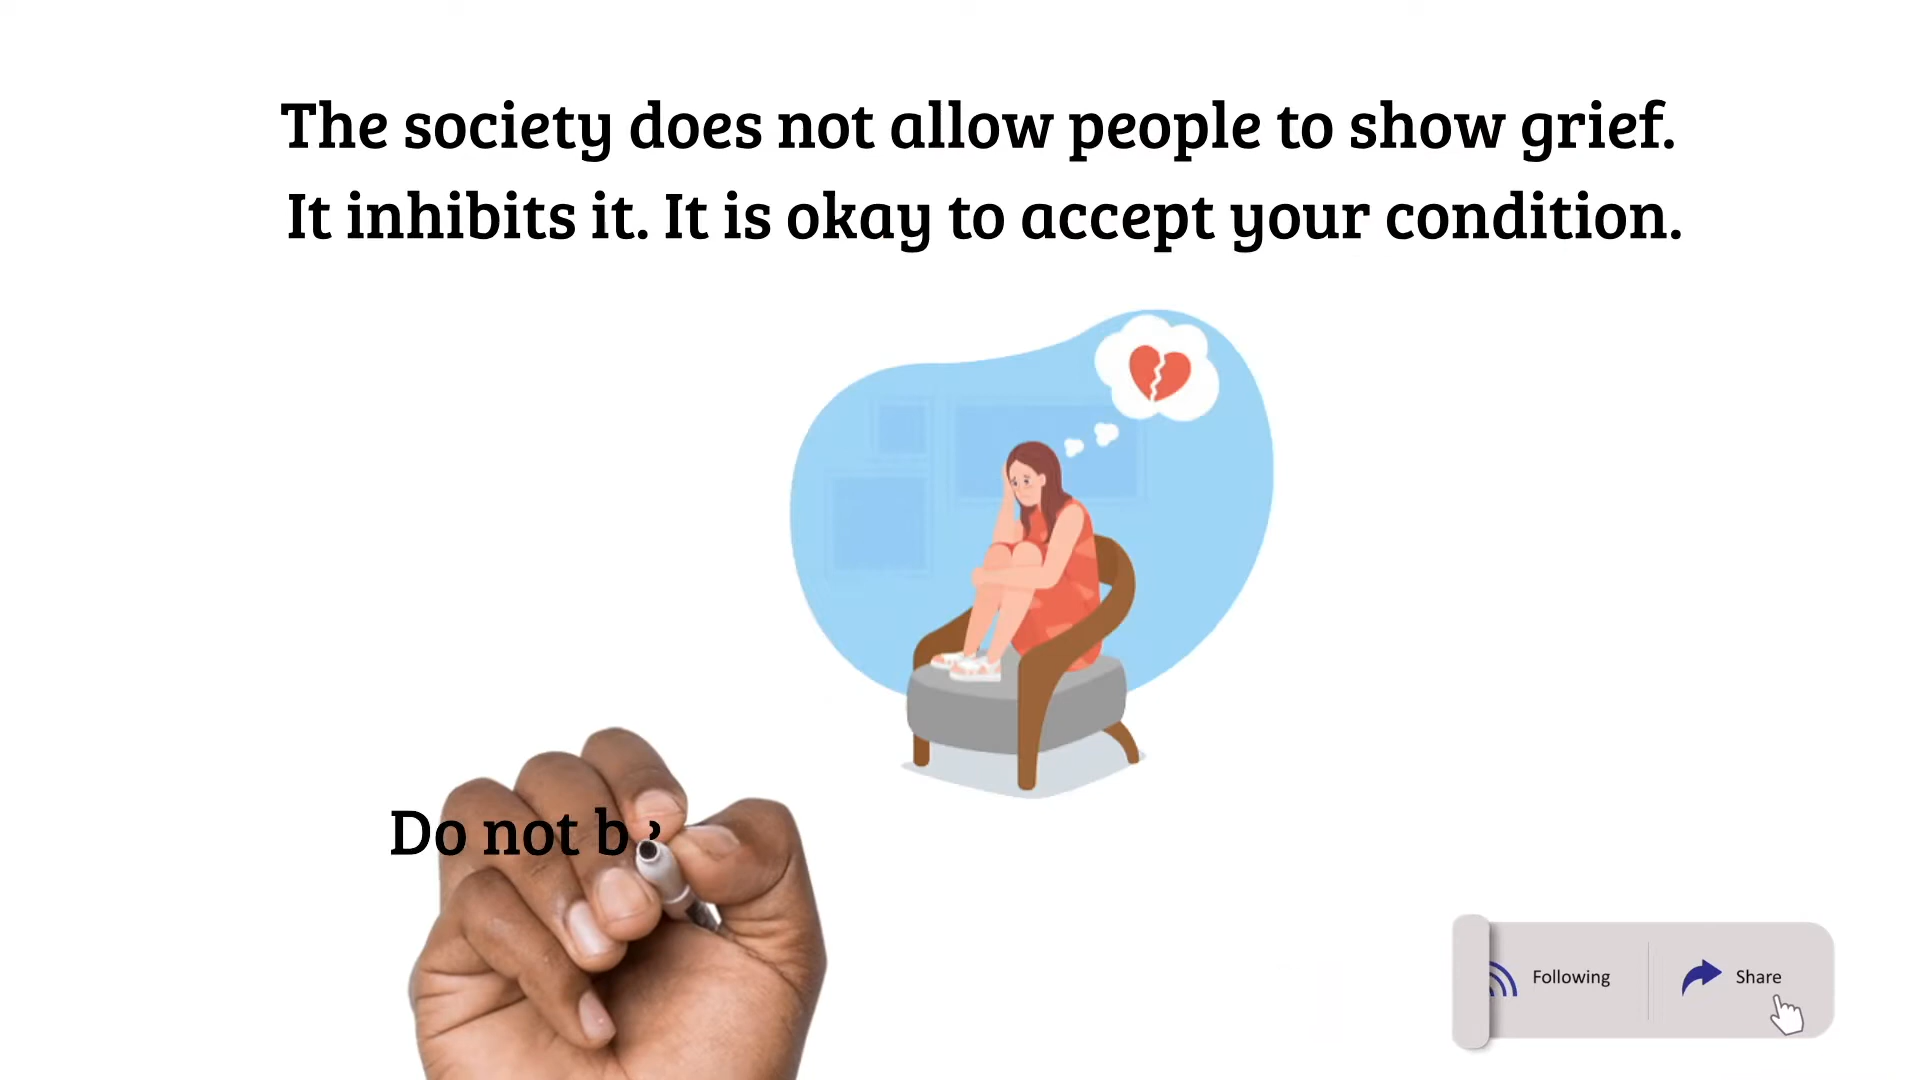 The society does not allow people to show grief.
It inhibits it. It is okay to accept your condition.
Do not b
Following
Share